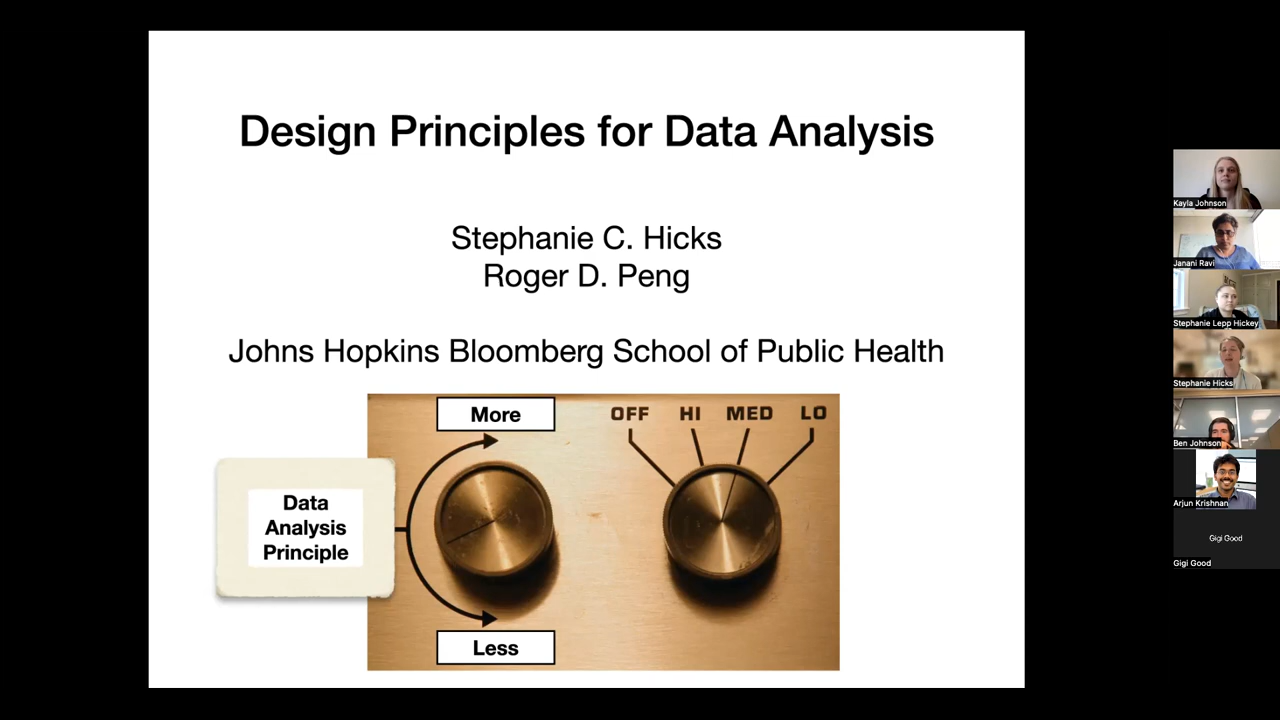 Design Principles for Data Analysis
Stephanie C. Hicks
Roger D. Peng
Johns Hopkins Bloomberg School of Public Health
More
OFF HI MED LO
Data
Analysis
Principle
Less
Kayla Johnson
Janani Ravi
Stephanie Lepp Hickey
Stephanie Hicks
Ben Johnson
Arjun Krishnan
Gigi Good
Gigi Good